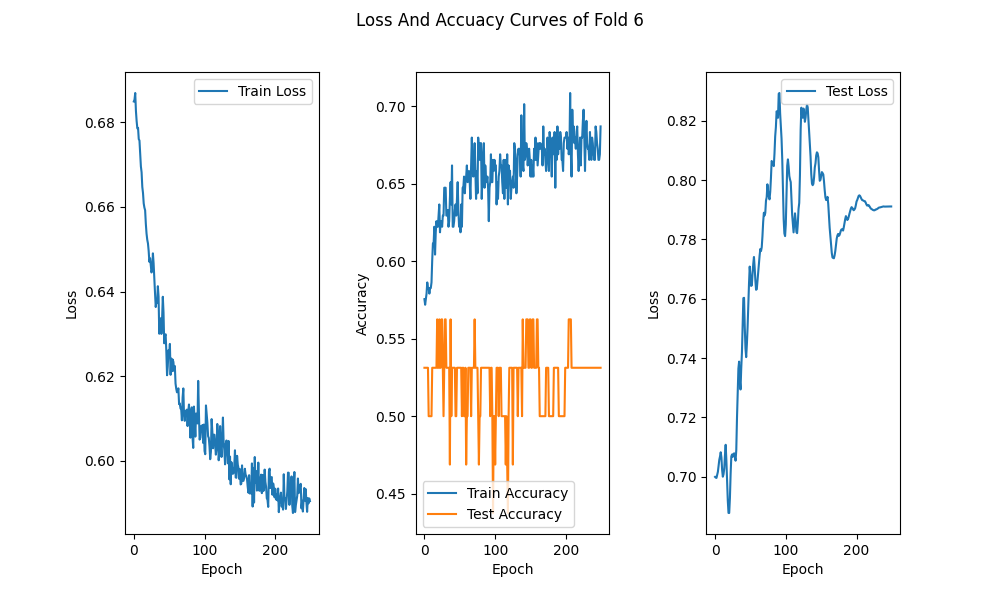 Loss And Accuacy Curves of Fold 6
Train Loss
0.68
0.66
0.64
0.62
0.60
Loss
0
100
200
Epoch
0.70
0.65
0.60
0.55
0.50
0.45
Accuracy
Train Accuracy
Test Accuracy
0
100
200
Epoch
Test Loss
0.82
0.80
0.78
0.76
0.74
0.72
0.70
Loss
0
100
200
Epoch